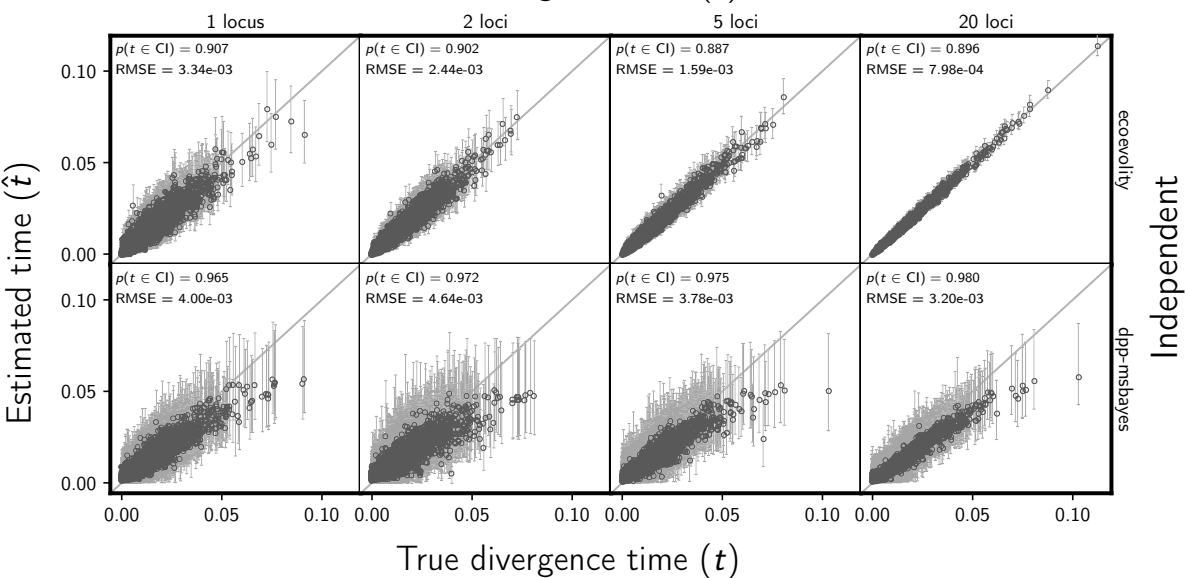 1 locus
2 loci
5 loci
20 loci
p(t ∈ CI) = 0.907
RMSE = 3.34e-03
p(t ∈ CI) = 0.902
RMSE = 2.44e-03
p(t ∈ CI) = 0.887
RMSE = 1.59e-03
p(t ∈ CI) = 0.896
RMSE = 7.98e-04
0.10
0.05
0.00
ecoevolity
p(t ∈ CI) = 0.965
RMSE = 4.00e-03
p(t ∈ CI) = 0.972
RMSE = 4.64e-03
p(t ∈ CI) = 0.975
RMSE = 3.78e-03
p(t ∈ CI) = 0.980
RMSE = 3.20e-03
0.10
0.05
0.00
dpp-msbayes
Independent
Estimated time (t̂)
0.00 0.05 0.10 0.00 0.05 0.10 0.00 0.05 0.10 0.00 0.05 0.10
True divergence time (t)